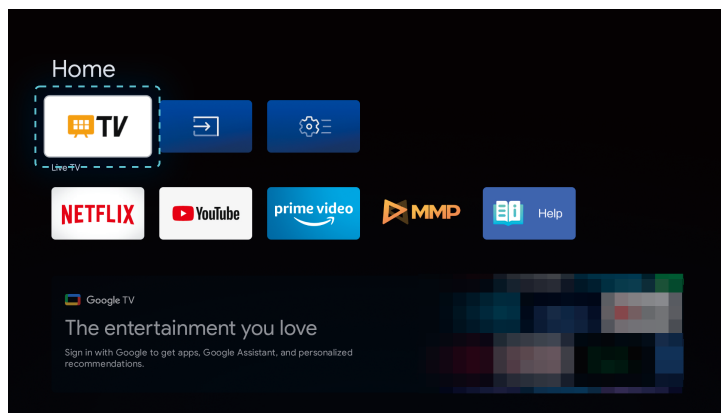 Home
TV
Live TV
NETFLIX
YouTube
prime video
MMP
Help
Google TV
The entertainment you love
Sign in with Google to get apps, Google Assistant, and personalized
recommendations.